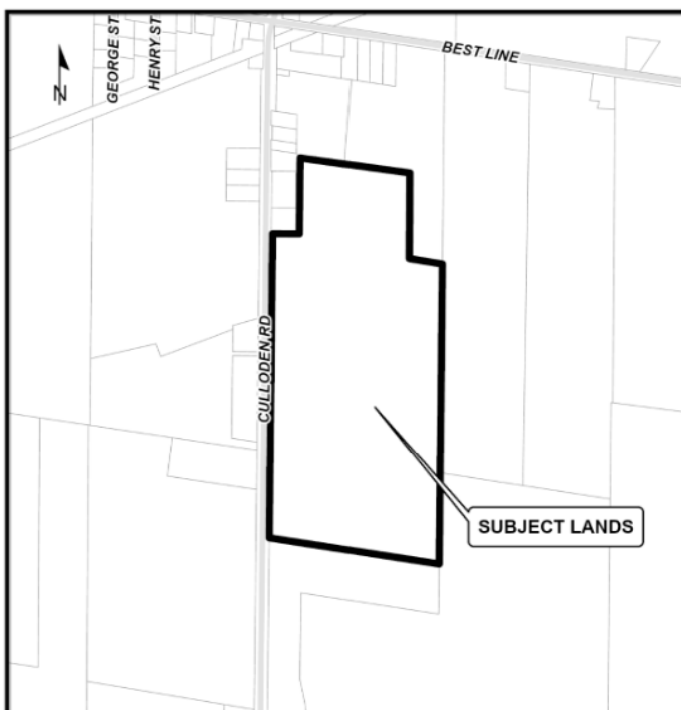 GEORGE ST
HENRY ST
BEST LINE
N
CULLODEN RD
SUBJECT LANDS